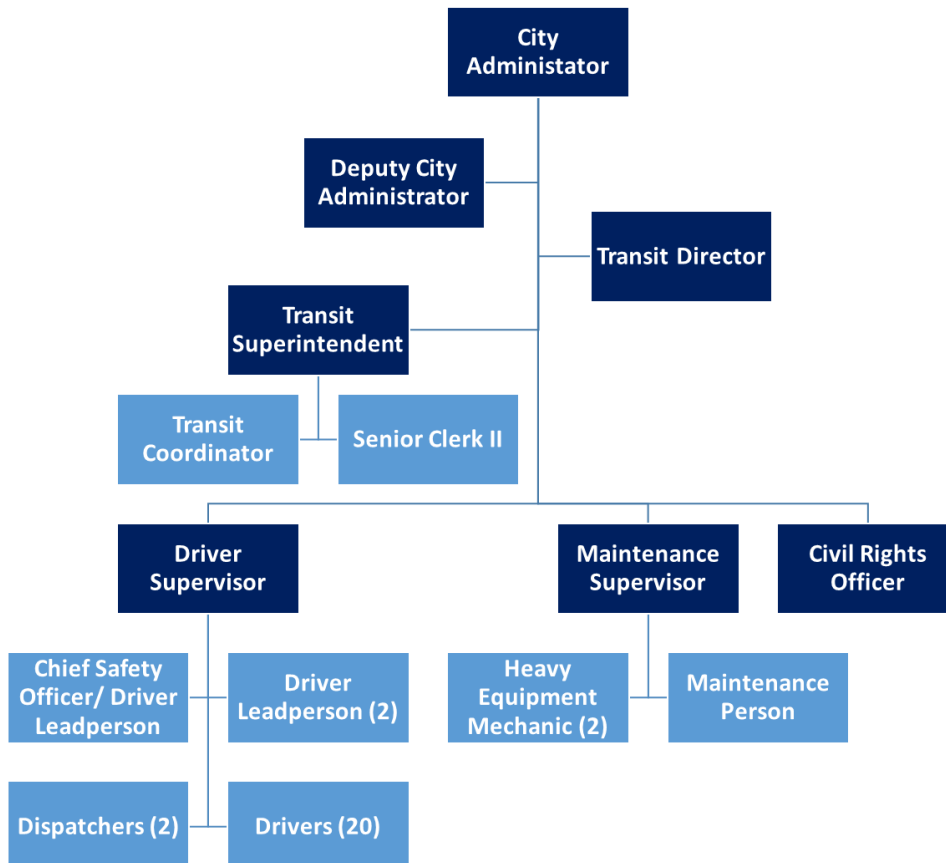 City
Administator
Deputy City
Administrator
Transit Director
Transit
Superintendent
Transit
Coordinator
Senior Clerk II
Driver
Supervisor
Maintenance
Supervisor
Civil Rights
Officer
Chief Safety
Officer/ Driver
Leadperson
Driver
Leadperson (2)
Heavy
Equipment
Mechanic (2)
Maintenance
Person
Dispatchers (2)
Drivers (20)